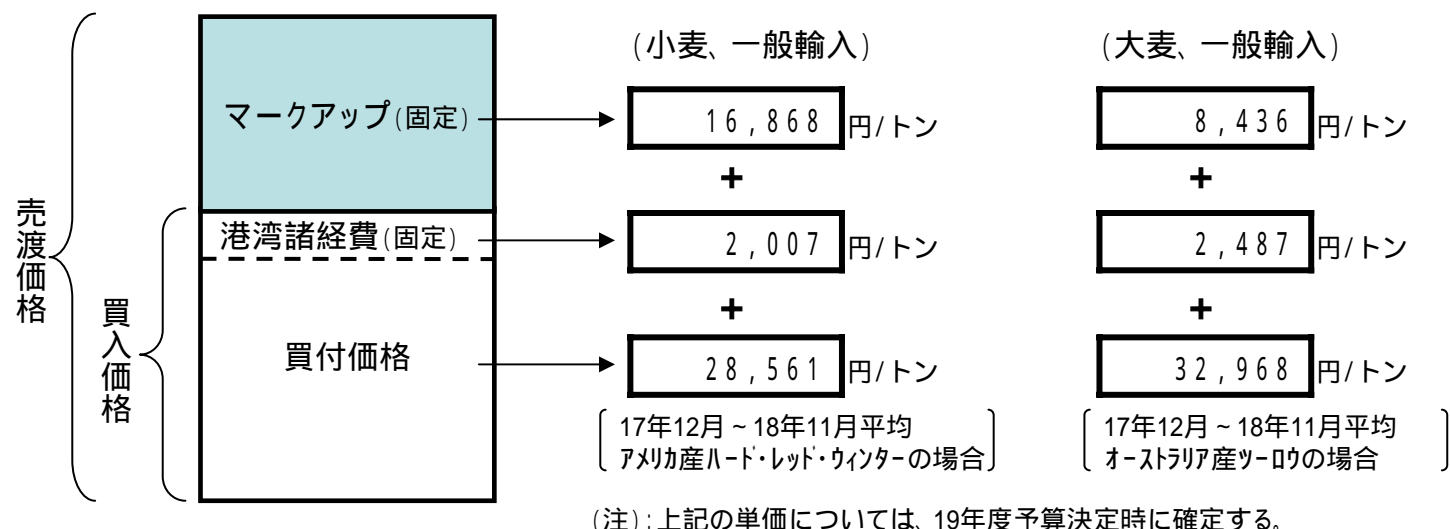 (小麦、一般輸入)
(大麦、一般輸入)
マークアップ(固定)
16,868 円/トン
8,436 円/トン
+
+
港湾諸経費(固定)
2,007 円/トン
2,487 円/トン
+
+
買付価格
28,561 円/トン
32,968 円/トン
売渡価格
買入価格
17年12月~18年11月平均
アメリカ産ハード・レッド・ウィンターの場合
17年12月~18年11月平均
オーストラリア産ツーロウの場合
(注):上記の単価については、19年度予算決定時に確定する。